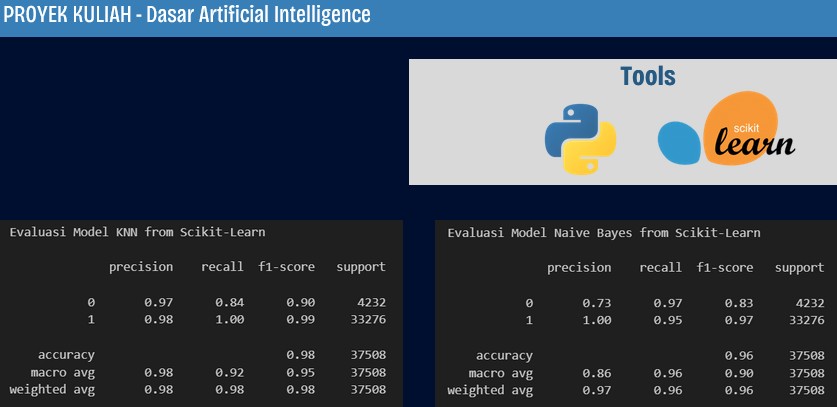 PROYEK KULIAH - Dasar Artificial Intelligence
Tools
scikit
learn
Evaluasi Model KNN from Scikit-Learn
precision recall f1-score support
0 0.97 0.84 0.90 4232
1 0.98 1.00 0.99 33276
accuracy 0.98 37508
macro avg 0.98 0.92 0.95 37508
weighted avg 0.98 0.98 0.98 37508
Evaluasi Model Naive Bayes from Scikit-Learn
precision recall f1-score support
0 0.73 0.97 0.83 4232
1 1.00 0.95 0.97 33276
accuracy 0.96 37508
macro avg 0.86 0.96 0.90 37508
weighted avg 0.97 0.96 0.96 37508